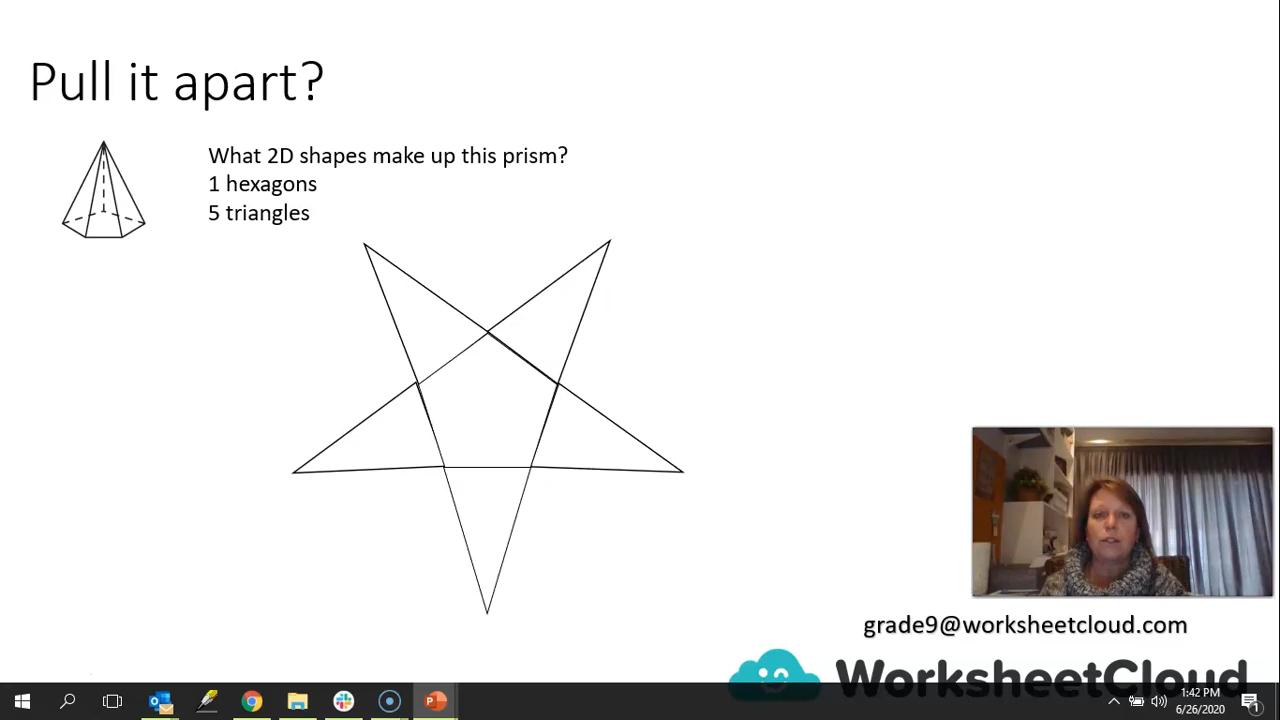 Pull it apart?
What 2D shapes make up this prism?
1 hexagons
5 triangles
grade9@worksheetcloud.com
WorksheetCloud
1:42 PM
6/26/2020
1